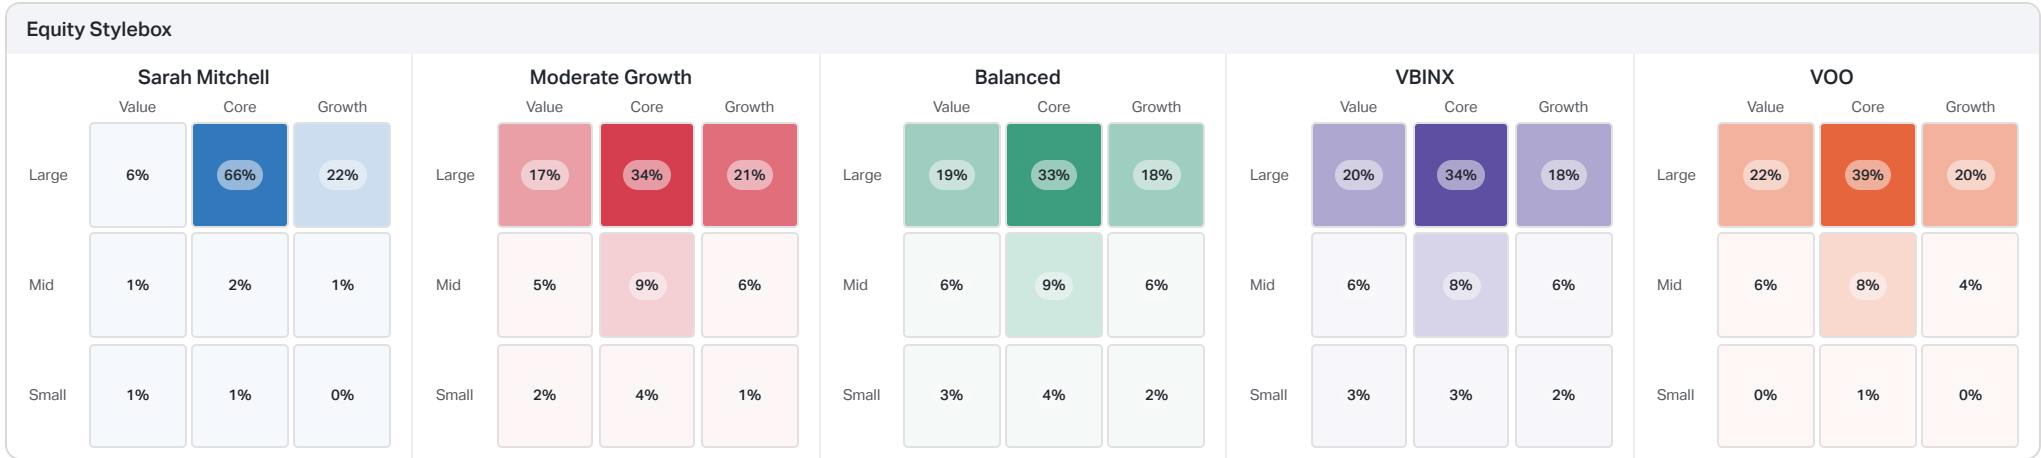 Equity Stylebox
Sarah Mitchell Moderate Growth Balanced VBINX VOO
Value Core Growth Value Core Growth Value Core Growth Value Core Growth Value Core Growth
Large 6% 66% 22% Large 17% 34% 21% Large 19% 33% 18% Large 20% 34% 18% Large 22% 39% 20%
Mid 1% 2% 1% Mid 5% 9% 6% Mid 6% 9% 6% Mid 6% 8% 6% Mid 6% 8% 4%
Small 1% 1% 0% Small 2% 4% 1% Small 3% 4% 2% Small 3% 3% 2% Small 0% 1% 0%